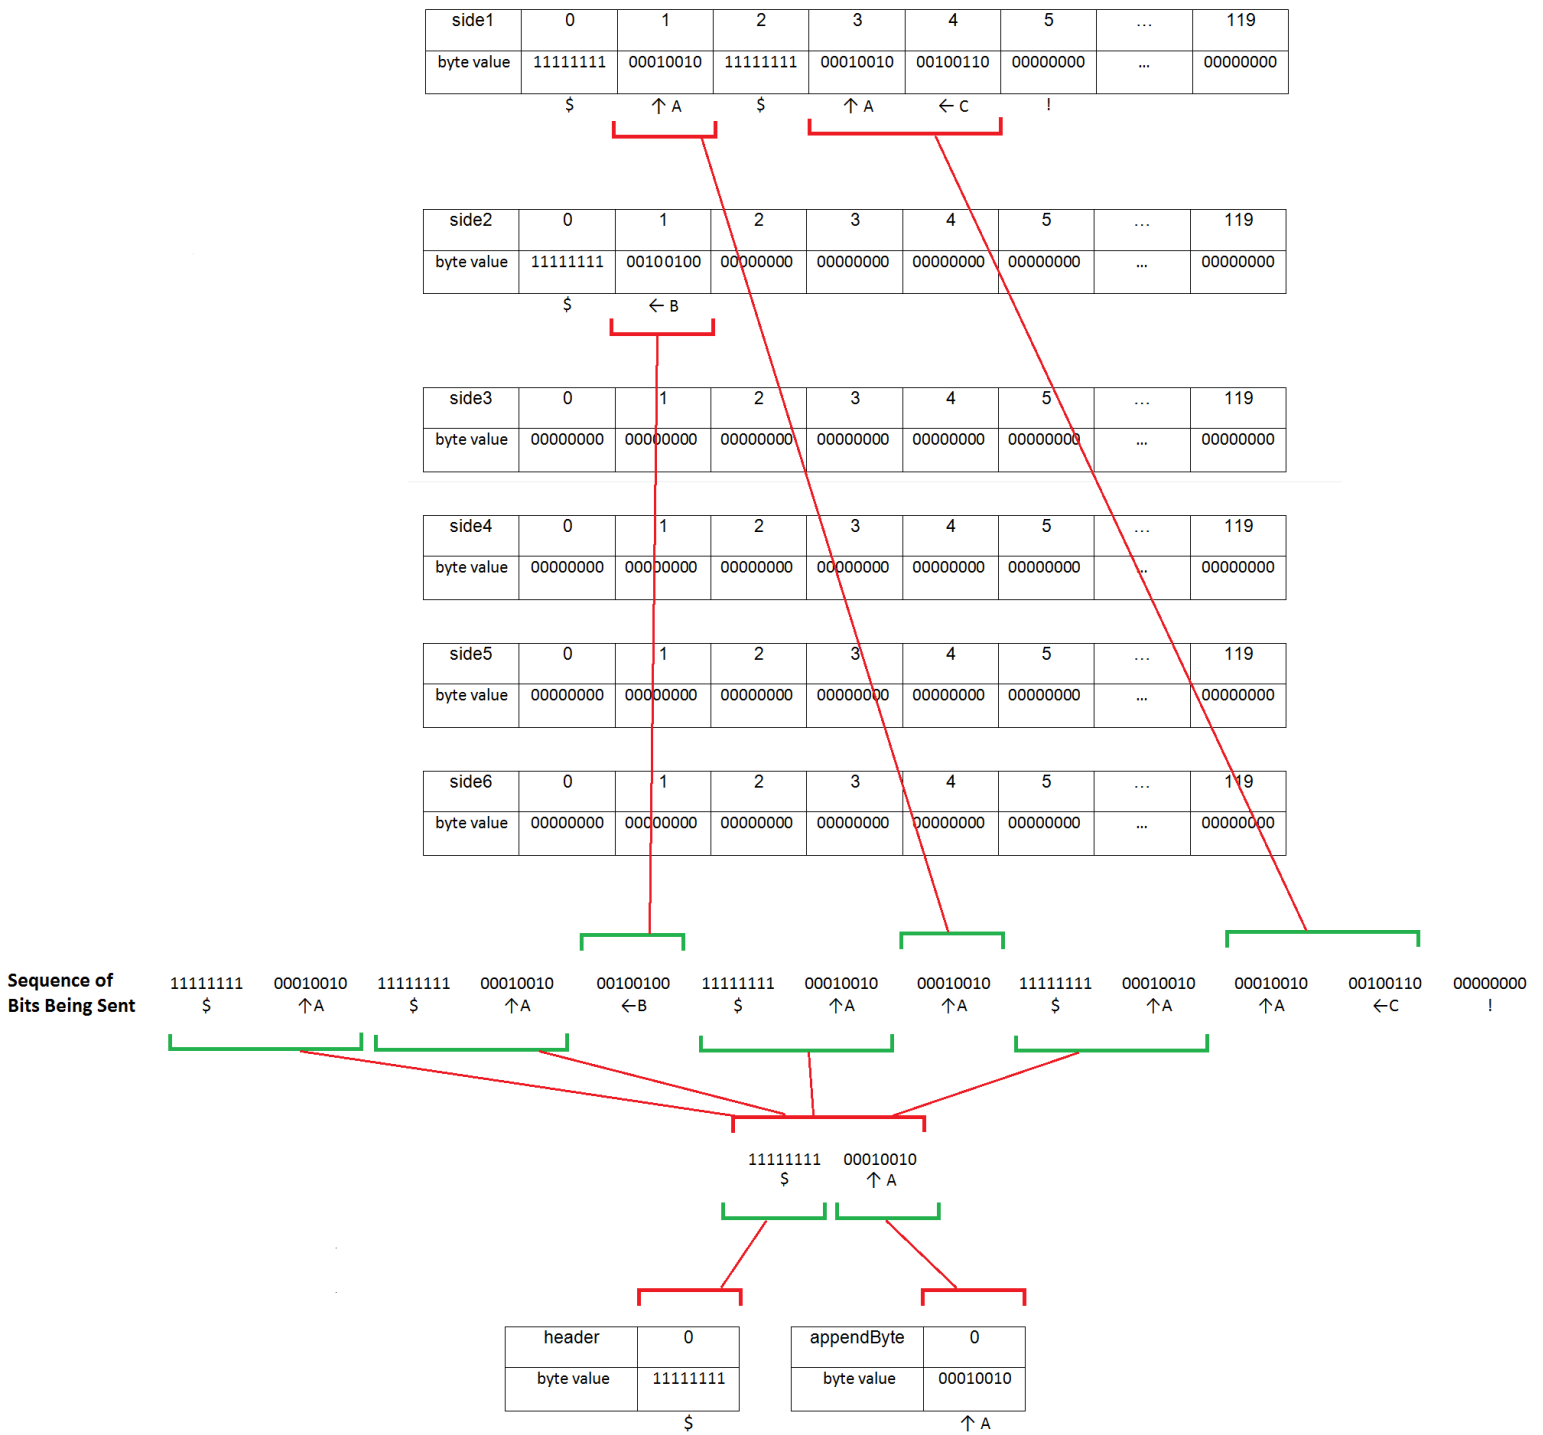 side1 0 1 2 3 4 5 ... 119
byte value 11111111 00010010 11111111 00010010 00100110 00000000 ... 00000000
$ ↑ A $ ↑ A ← C !
side2 0 1 2 3 4 5 ... 119
byte value 11111111 00100100 00000000 00000000 00000000 00000000 ... 00000000
$ ← B
side3 0 1 2 3 4 5 ... 119
byte value 00000000 00000000 00000000 00000000 00000000 00000000 ... 00000000
side4 0 1 2 3 4 5 ... 119
byte value 00000000 00000000 00000000 00000000 00000000 00000000 ... 00000000
side5 0 1 2 3 4 5 ... 119
byte value 00000000 00000000 00000000 00000000 00000000 00000000 ... 00000000
side6 0 1 2 3 4 5 ... 119
byte value 00000000 00000000 00000000 00000000 00000000 00000000 ... 00000000
Sequence of 11111111 00010010 11111111 00010010 00100100 11111111 00010010 00010010 11111111 00010010 00010010 00100110 00000000
Bits Being Sent $ ↑A $ ↑A ←B $ ↑A ↑A $ ↑A ↑A ←C !
11111111 00010010
$ ↑ A
header 0 appendByte 0
byte value 11111111 byte value 00010010
$ ↑ A